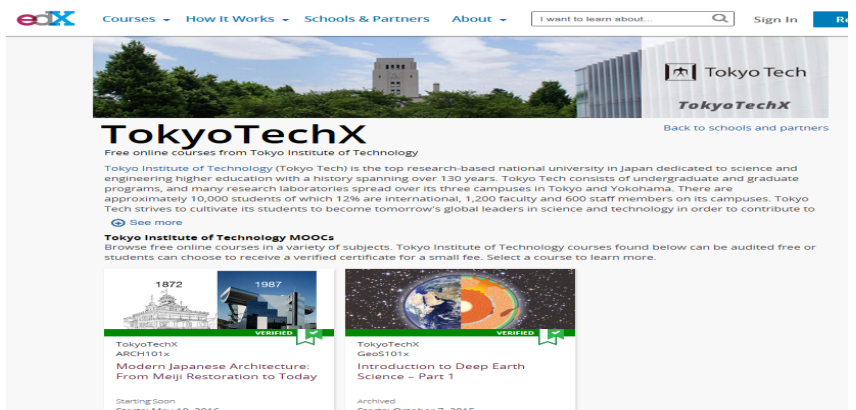 edX Courses How It Works Schools & Partners About I want to learn about... Sign In
Tokyo Tech
TokyoTechX
Back to schools and partners
TokyoTechX
Free online courses from Tokyo Institute of Technology
Tokyo Institute of Technology (Tokyo Tech) is the top research-based national university in Japan dedicated to science and
engineering higher education with a history spanning over 130 years. Tokyo Tech consists of undergraduate and graduate
programs, and many research laboratories spread over its three campuses in Tokyo and Yokohama. There are
approximately 10,000 students of which 12% are international, 1,200 faculty and 600 staff members on its campuses. Tokyo
Tech strives to cultivate its students to become tomorrow's global leaders in science and technology in order to contribute to
See more
Tokyo Institute of Technology MOOCs
Browse free online courses in a variety of subjects. Tokyo Institute of Technology courses found below can be audited free or
students can choose to receive a verified certificate for a small fee. Select a course to learn more.
1872 1987
VERIFIED
TokyoTechX
ARCH101x
Modern Japanese Architecture:
From Meiji Restoration to Today
Starting Soon
VERIFIED
TokyoTechX
GeoS101x
Introduction to Deep Earth
Science – Part 1
Archived